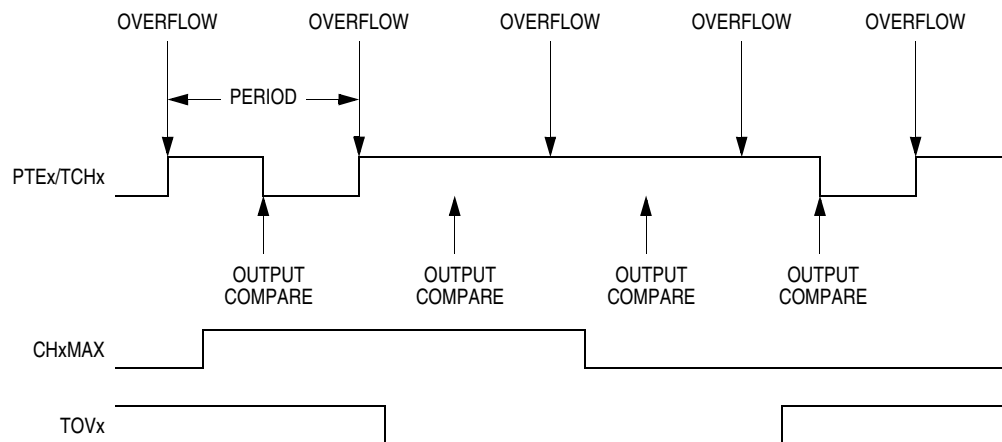 OVERFLOW OVERFLOW OVERFLOW OVERFLOW OVERFLOW
PERIOD
PTEx/TCHx
OUTPUT OUTPUT OUTPUT OUTPUT
COMPARE COMPARE COMPARE COMPARE
CHxMAX
TOVx